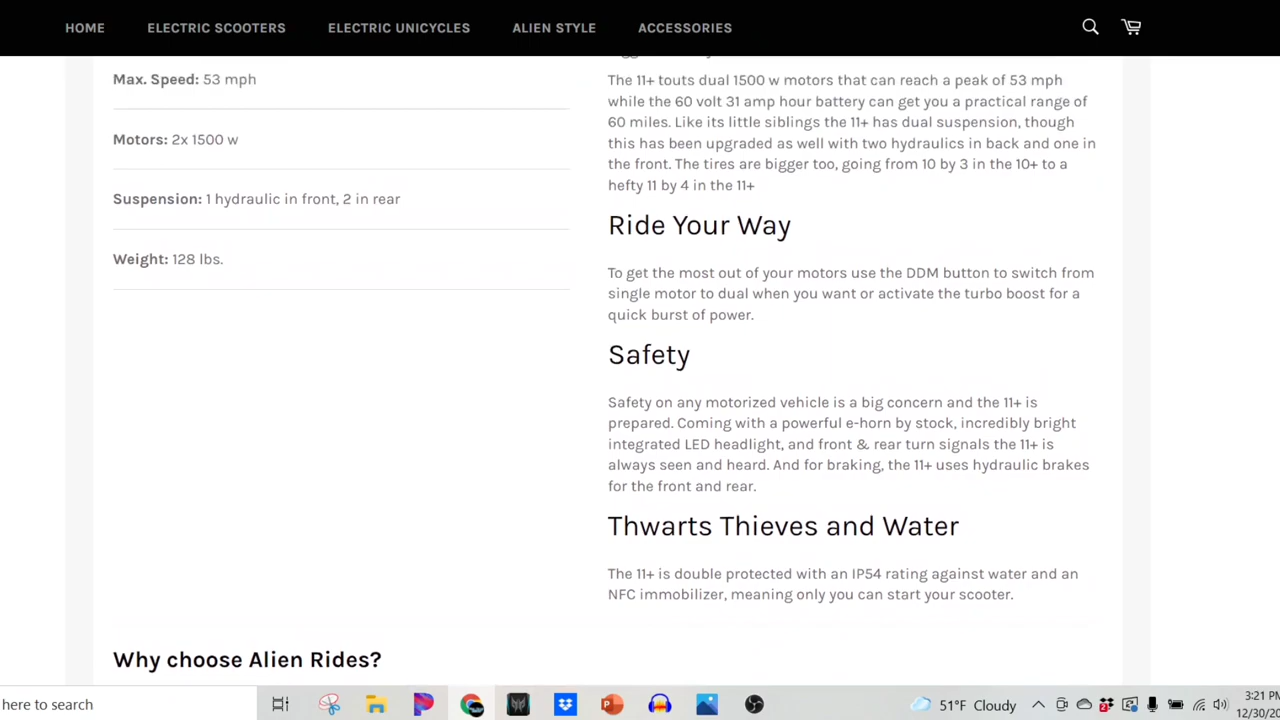 HOME ELECTRIC SCOOTERS ELECTRIC UNICYCLES ALIEN STYLE ACCESSORIES
Max. Speed: 53 mph
Motors: 2x 1500 w
Suspension: 1 hydraulic in front, 2 in rear
Weight: 128 lbs.
The 11+ touts dual 1500 w motors that can reach a peak of 53 mph
while the 60 volt 31 amp hour battery can get you a practical range of
60 miles. Like its little siblings the 11+ has dual suspension, though
this has been upgraded as well with two hydraulics in back and one in
the front. The tires are bigger too, going from 10 by 3 in the 10+ to a
hefty 11 by 4 in the 11+
Ride Your Way
To get the most out of your motors use the DDM button to switch from
single motor to dual when you want or activate the turbo boost for a
quick burst of power.
Safety
Safety on any motorized vehicle is a big concern and the 11+ is
prepared. Coming with a powerful e-horn by stock, incredibly bright
integrated LED headlight, and front & rear turn signals the 11+ is
always seen and heard. And for braking, the 11+ uses hydraulic brakes
for the front and rear.
Thwarts Thieves and Water
The 11+ is double protected with an IP54 rating against water and an
NFC immobilizer, meaning only you can start your scooter.
Why choose Alien Rides?
here to search
51°F Cloudy
3:21 PM
12/30/20